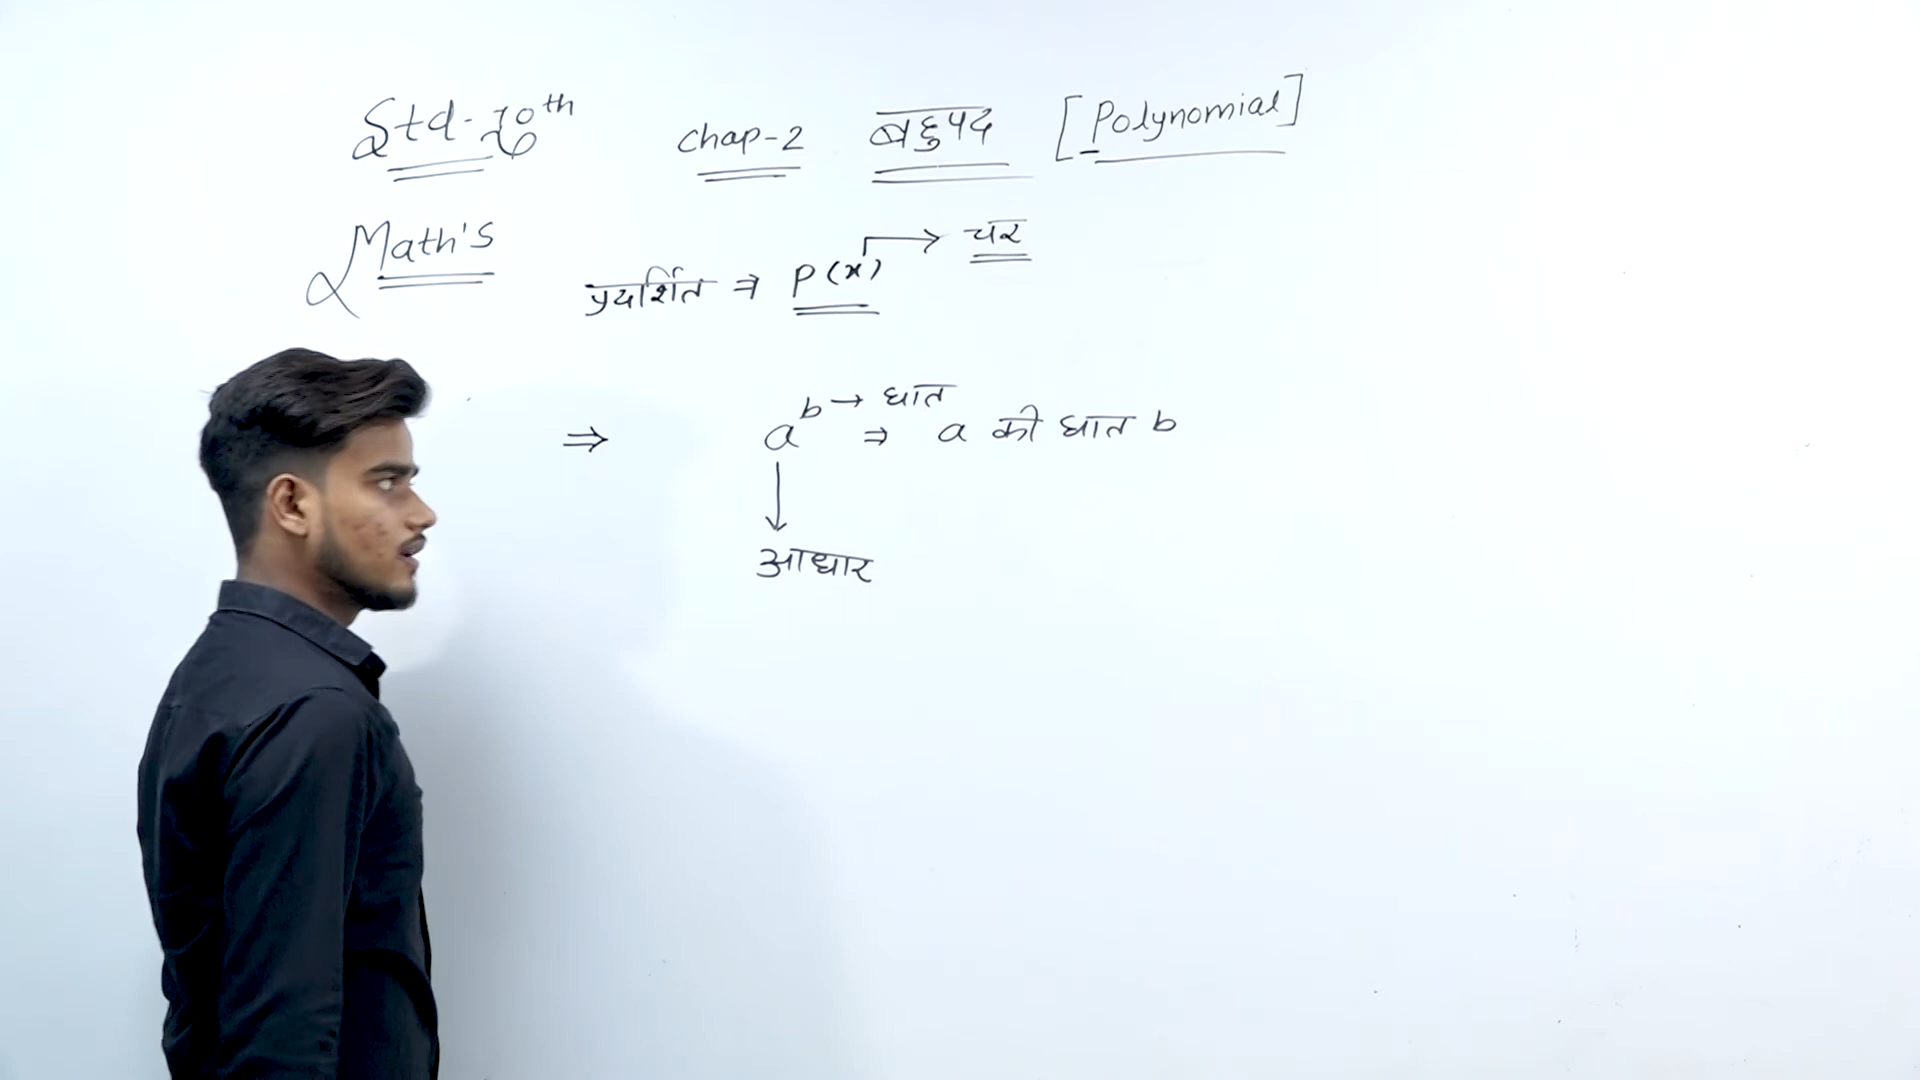 Std-10th chap-2 बहुपद [Polynomial]
Math's
प्रदर्शित ⇒ P(x) → चर
⇒ a^b → घात ⇒ a की घात b
↓
आधार